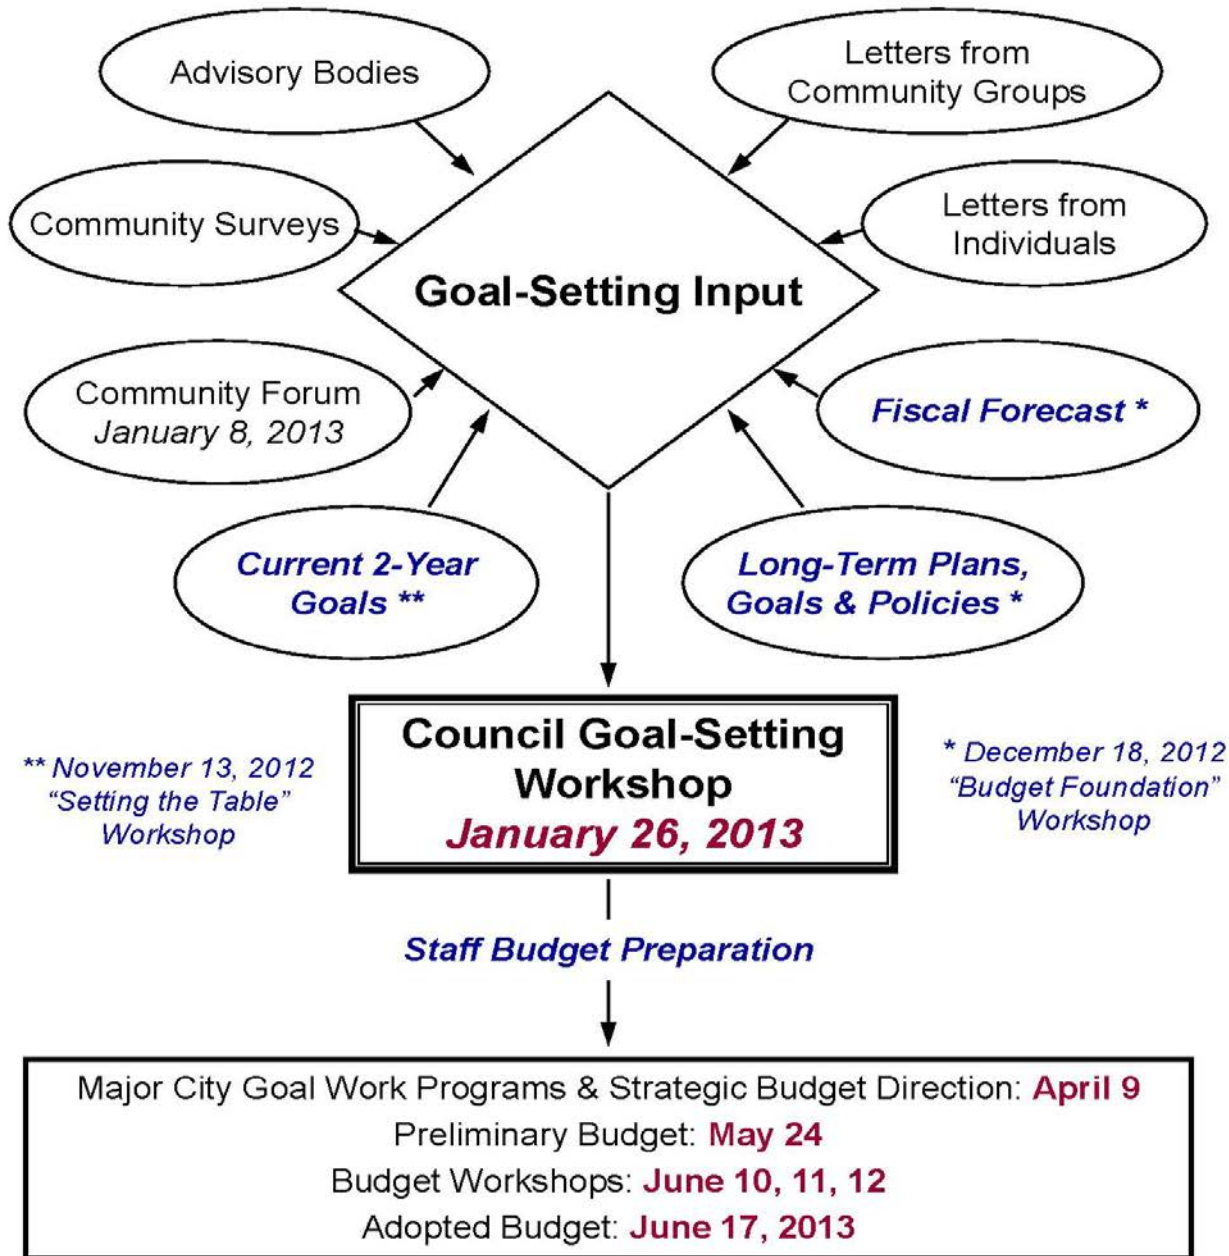 Advisory Bodies
Letters from
Community Groups
Community Surveys
Letters from
Individuals
Goal-Setting Input
Community Forum
January 8, 2013
Fiscal Forecast *
Current 2-Year
Goals **
Long-Term Plans,
Goals & Policies *
** November 13, 2012
“Setting the Table”
Workshop
Council Goal-Setting
Workshop
January 26, 2013
* December 18, 2012
“Budget Foundation”
Workshop
Staff Budget Preparation
Major City Goal Work Programs & Strategic Budget Direction: April 9
Preliminary Budget: May 24
Budget Workshops: June 10, 11, 12
Adopted Budget: June 17, 2013